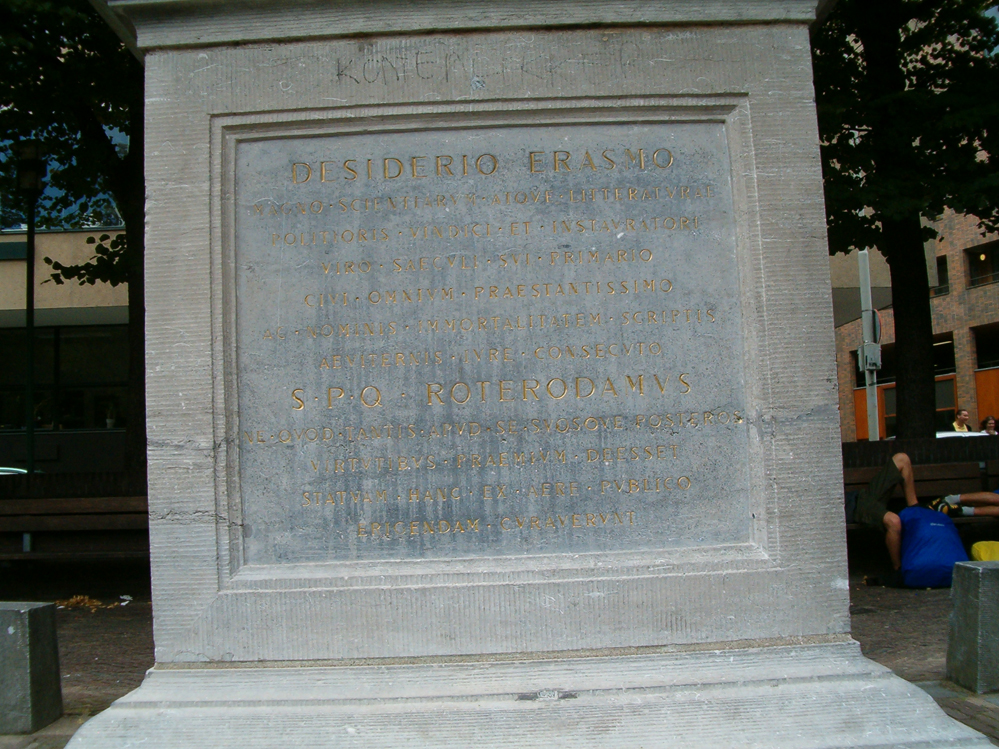 DESIDERIO ERASMO
MAGNO·SCIENTIARVM·ATQVE·LITTERATVRAE
POLITIORIS·VINDICI·ET·INSTAVRATORI
VIRO·SAECVLI·SVI·PRIMARIO
CIVI·OMNIVM·PRAESTANTISSIMO
AC·NOMINIS·IMMORTALITATEM·SCRIPTIS
AEVITERNIS·IVRE·CONSECVTO
S·P·Q·ROTERODAMVS
NE·QVOD·TANTIS·APVD·SE·SVOSQVE·POSTEROS
VIRTVTIBVS·PRAEMIVM·DEESSET
STATVAM·HANC·EX·AERE·PVBLICO
ERIGENDAM·CVRAVERVNT